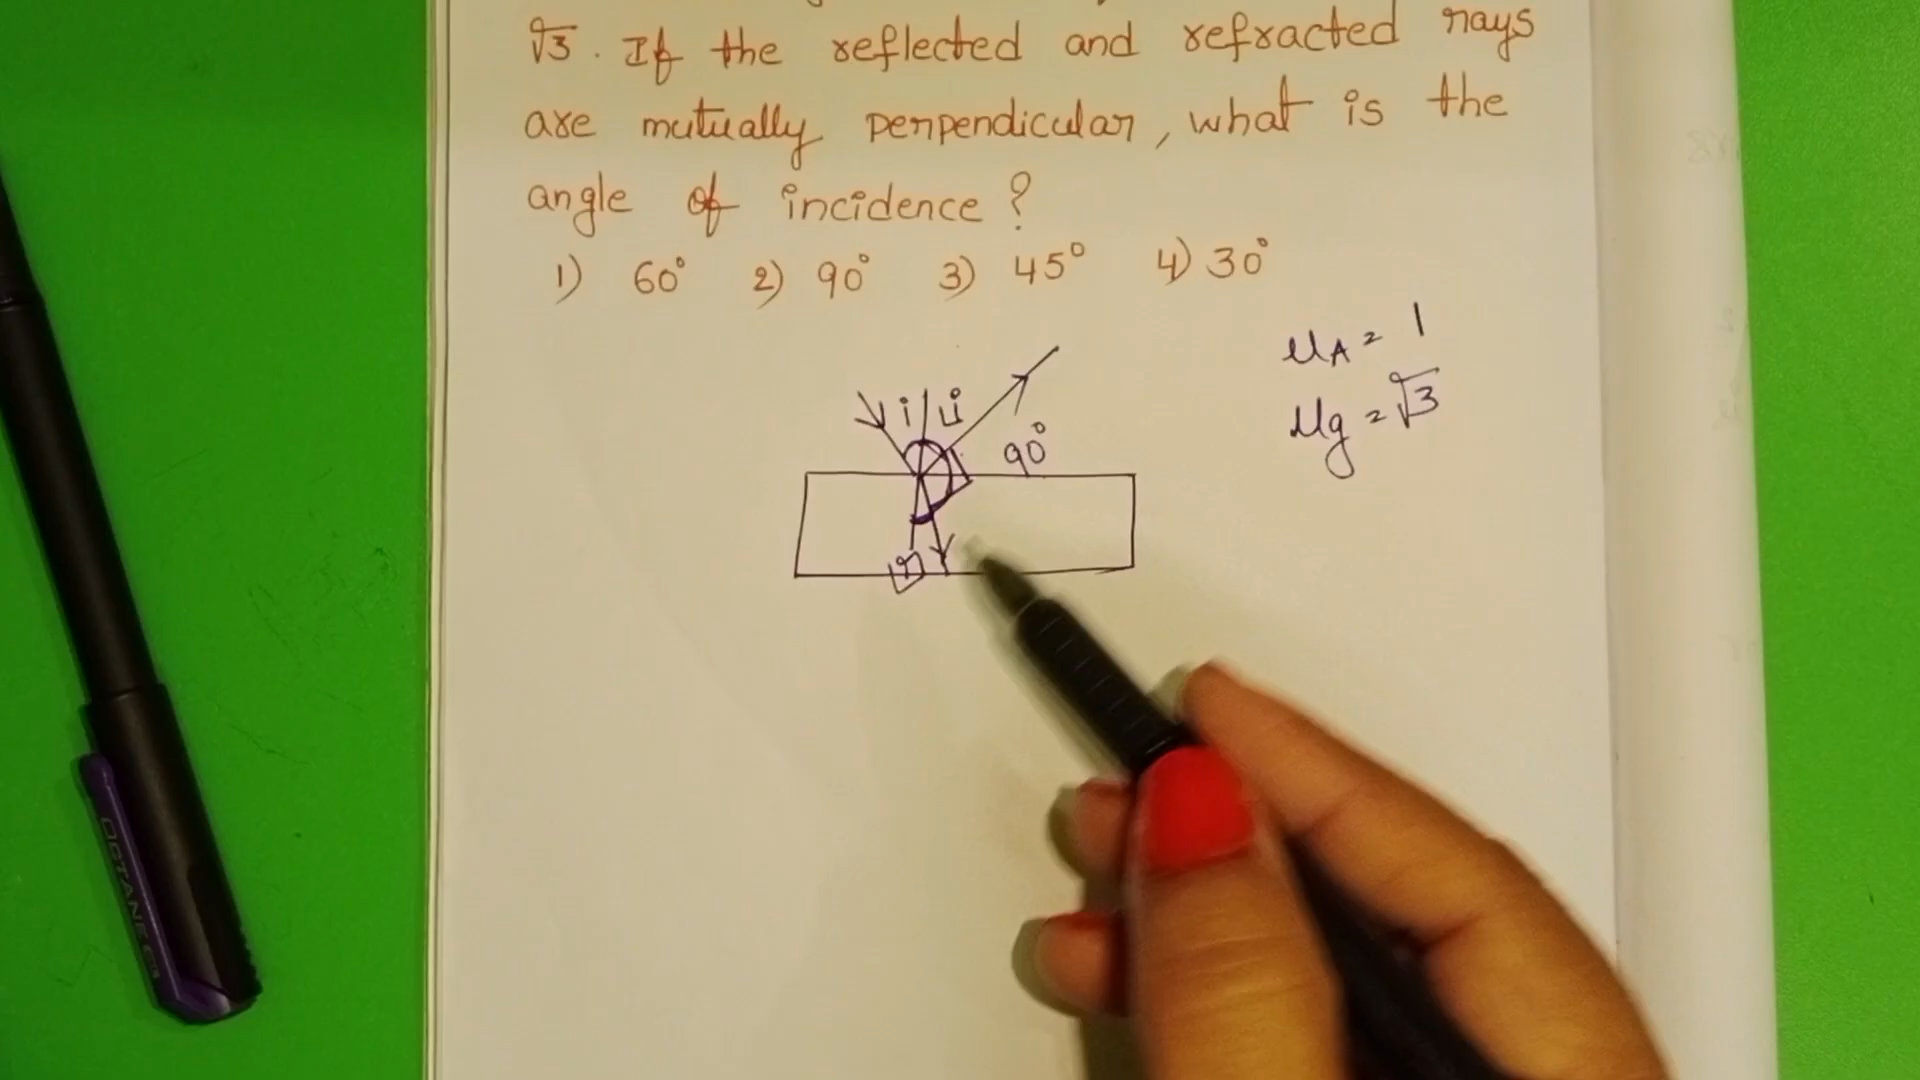 √3. If the reflected and refracted rays
are mutually perpendicular, what is the
angle of incidence?
1) 60° 2) 90° 3) 45° 4) 30°
μA = 1
μg = √3
i i
90°
r
OCTANE